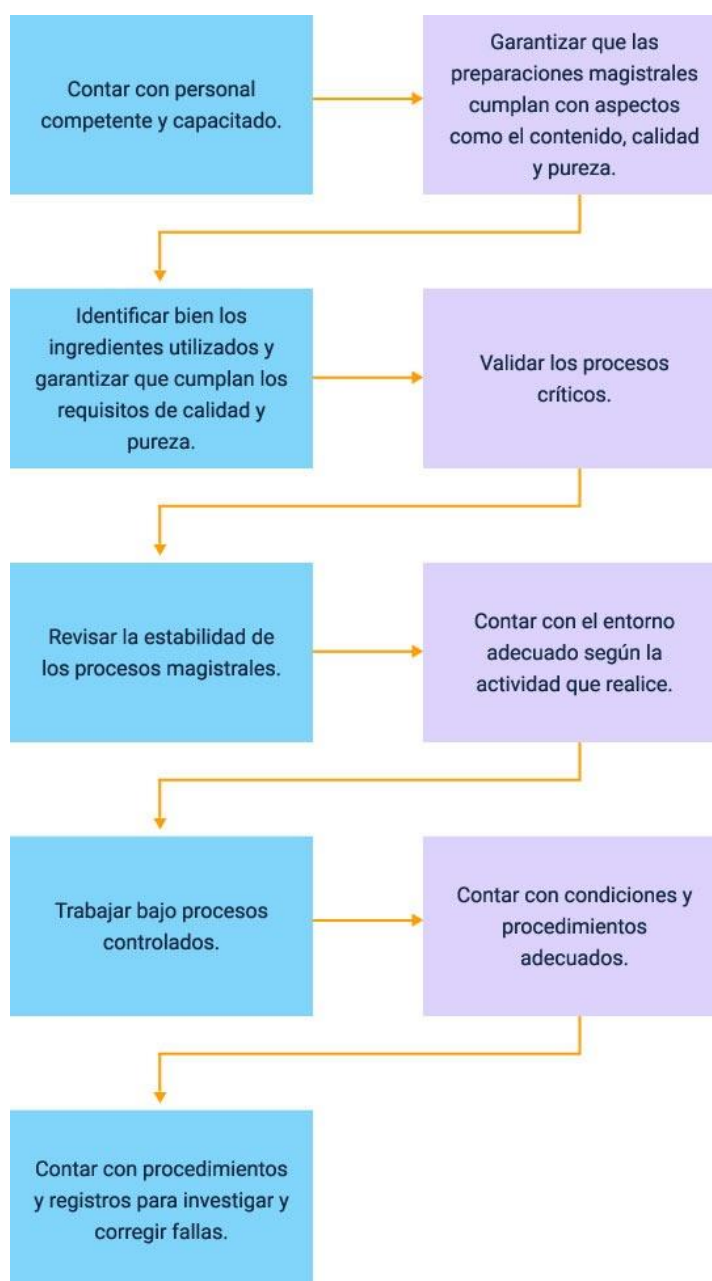 Contar con personal
competente y capacitado.
Garantizar que las
preparaciones magistrales
cumplan con aspectos
como el contenido, calidad
y pureza.
Identificar bien los
ingredientes utilizados y
garantizar que cumplan los
requisitos de calidad y
pureza.
Validar los procesos
críticos.
Revisar la estabilidad de
los procesos magistrales.
Contar con el entorno
adecuado según la
actividad que realice.
Trabajar bajo procesos
controlados.
Contar con condiciones y
procedimientos
adecuados.
Contar con procedimientos
y registros para investigar y
corregir fallas.